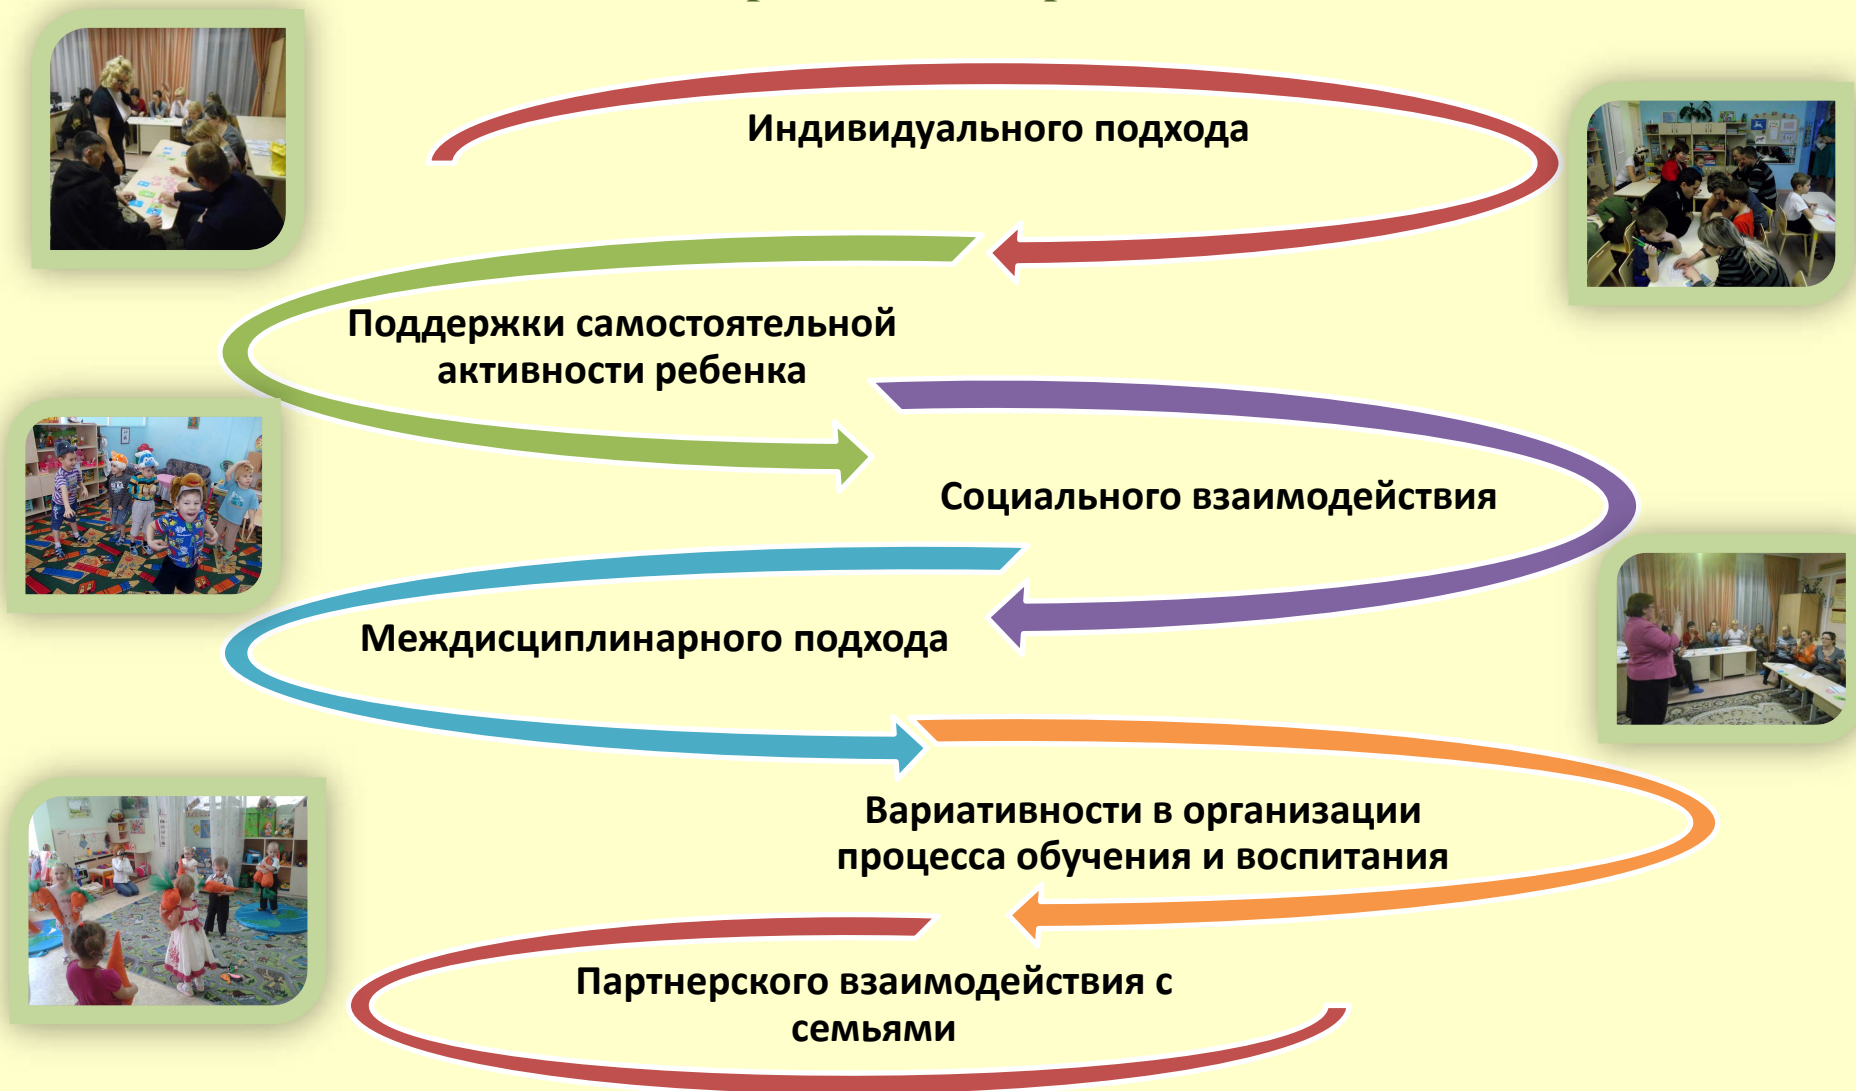 Индивидуального подхода
Поддержки самостоятельной
активности ребенка
Социального взаимодействия
Междисциплинарного подхода
Вариативности в организации
процесса обучения и воспитания
Партнерского взаимодействия с
семьями